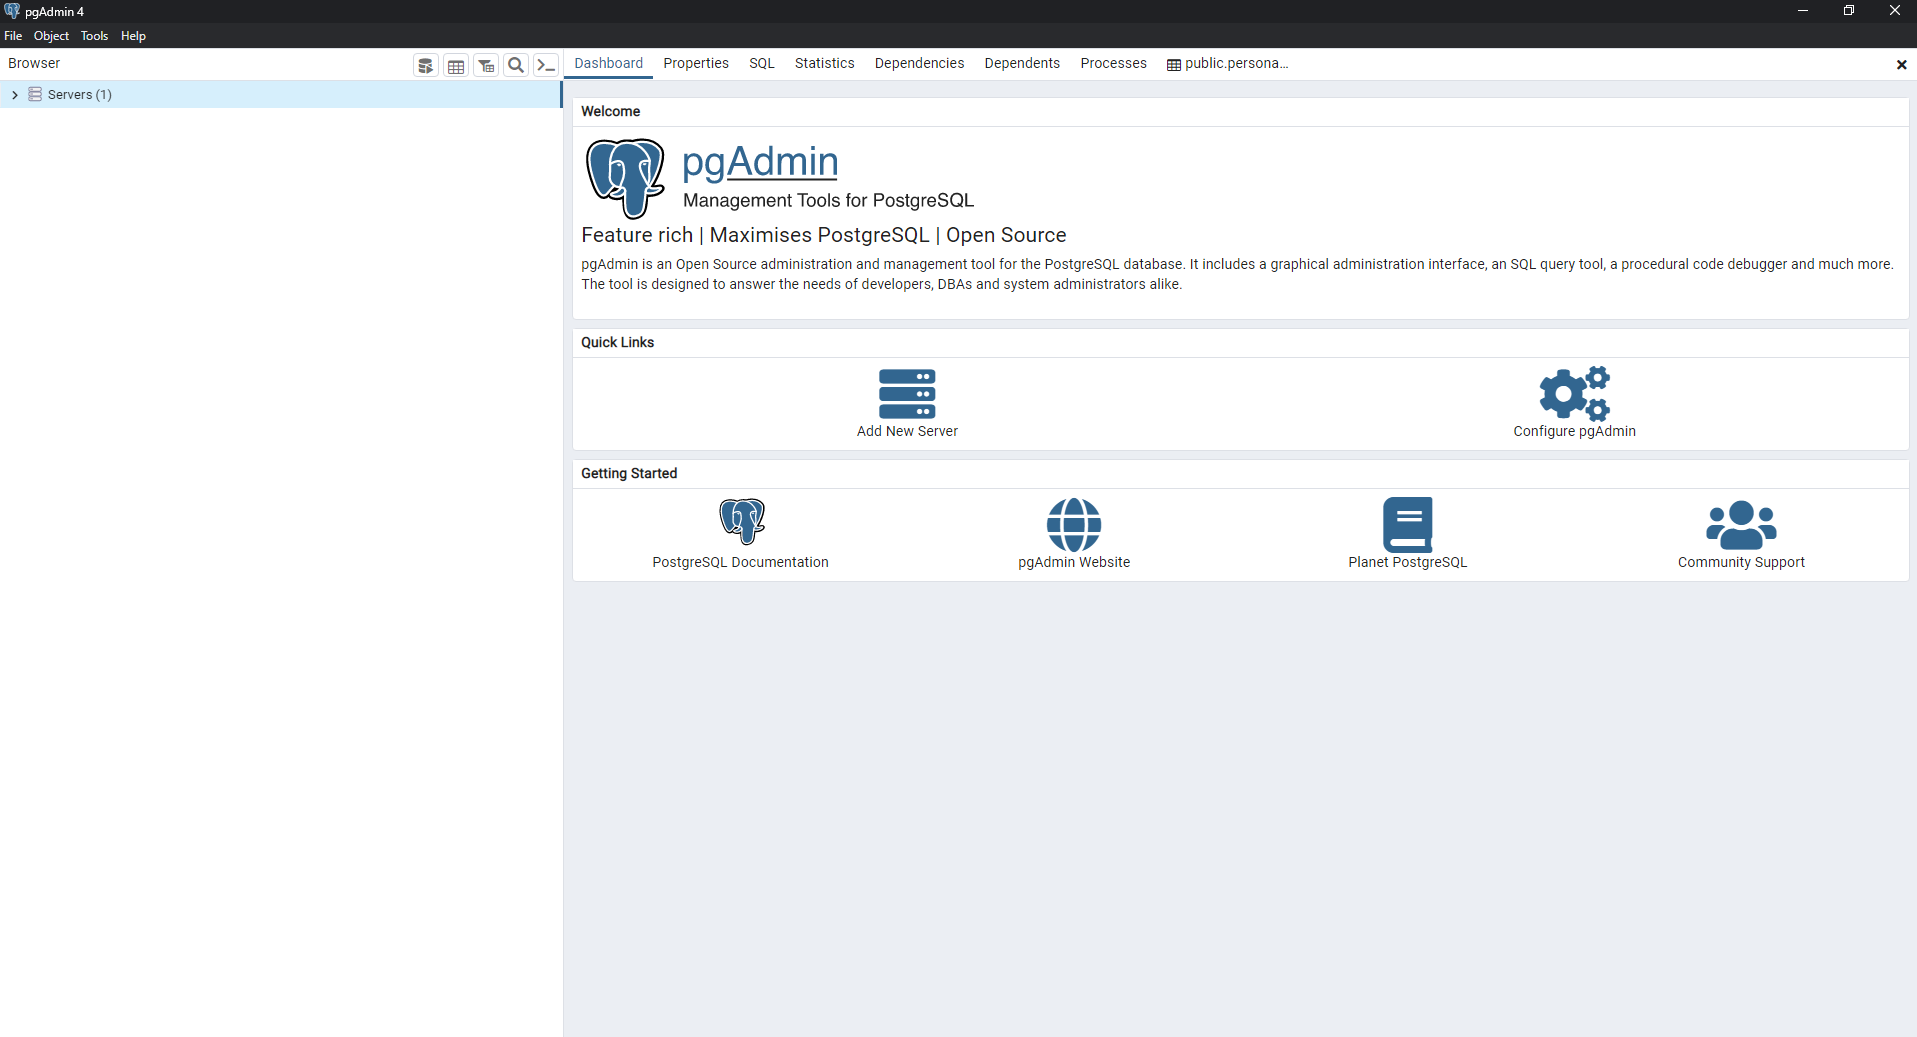 pgAdmin 4
File Object Tools Help
Browser
Dashboard Properties SQL Statistics Dependencies Dependents Processes public.persona...
Servers (1)
Welcome
pgAdmin
Management Tools for PostgreSQL
Feature rich | Maximises PostgreSQL | Open Source
pgAdmin is an Open Source administration and management tool for the PostgreSQL database. It includes a graphical administration interface, an SQL query tool, a procedural code debugger and much more.
The tool is designed to answer the needs of developers, DBAs and system administrators alike.
Quick Links
Add New Server
Configure pgAdmin
Getting Started
PostgreSQL Documentation
pgAdmin Website
Planet PostgreSQL
Community Support